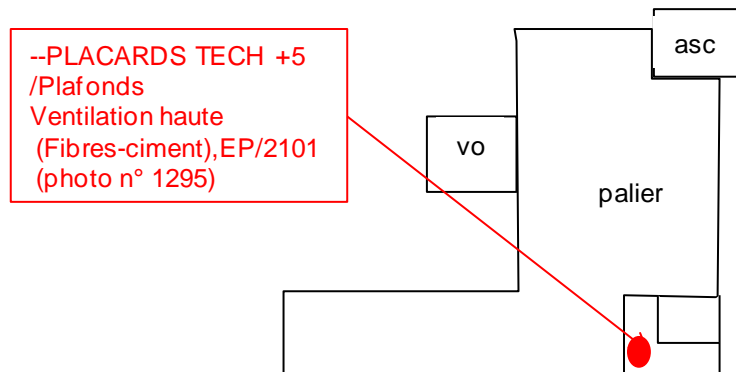 --PLACARDS TECH +5
/Plafonds
Ventilation haute
(Fibres-ciment),EP/2101
(photo n° 1295)
asc
vo
palier